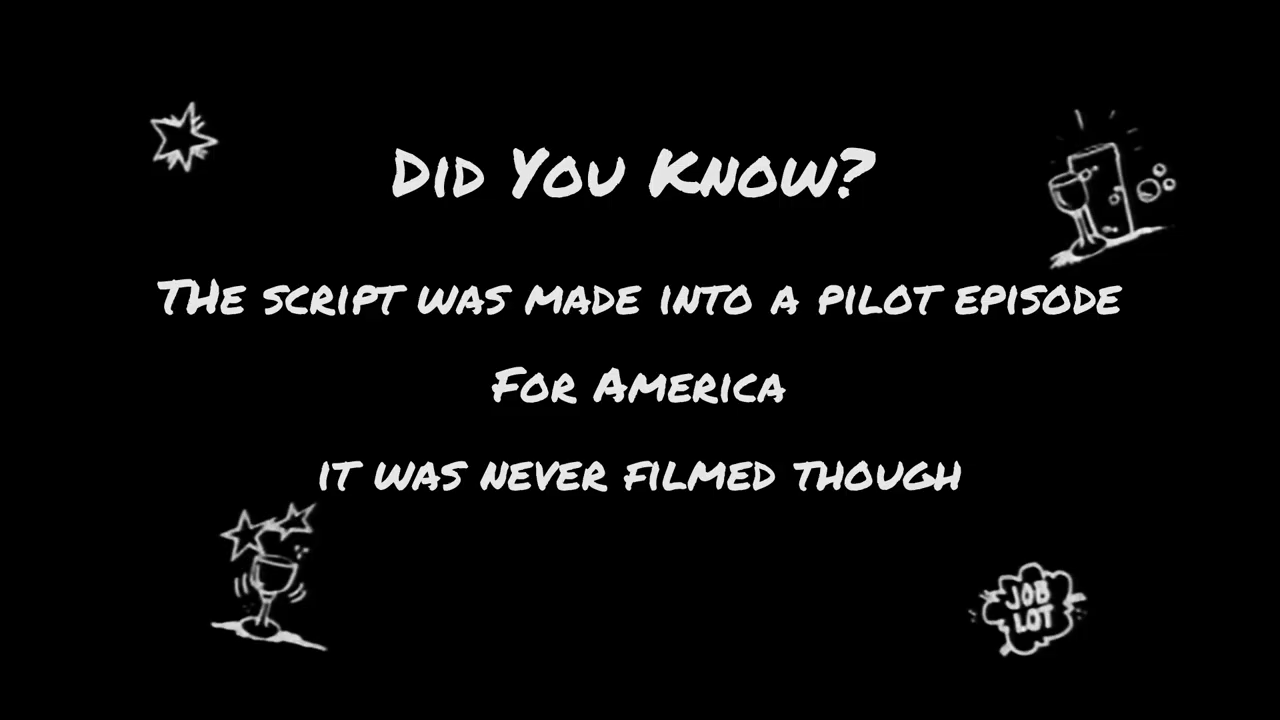 Did You Know?
The script was made into a pilot episode
For America
it was never filmed though
JOB
LOT